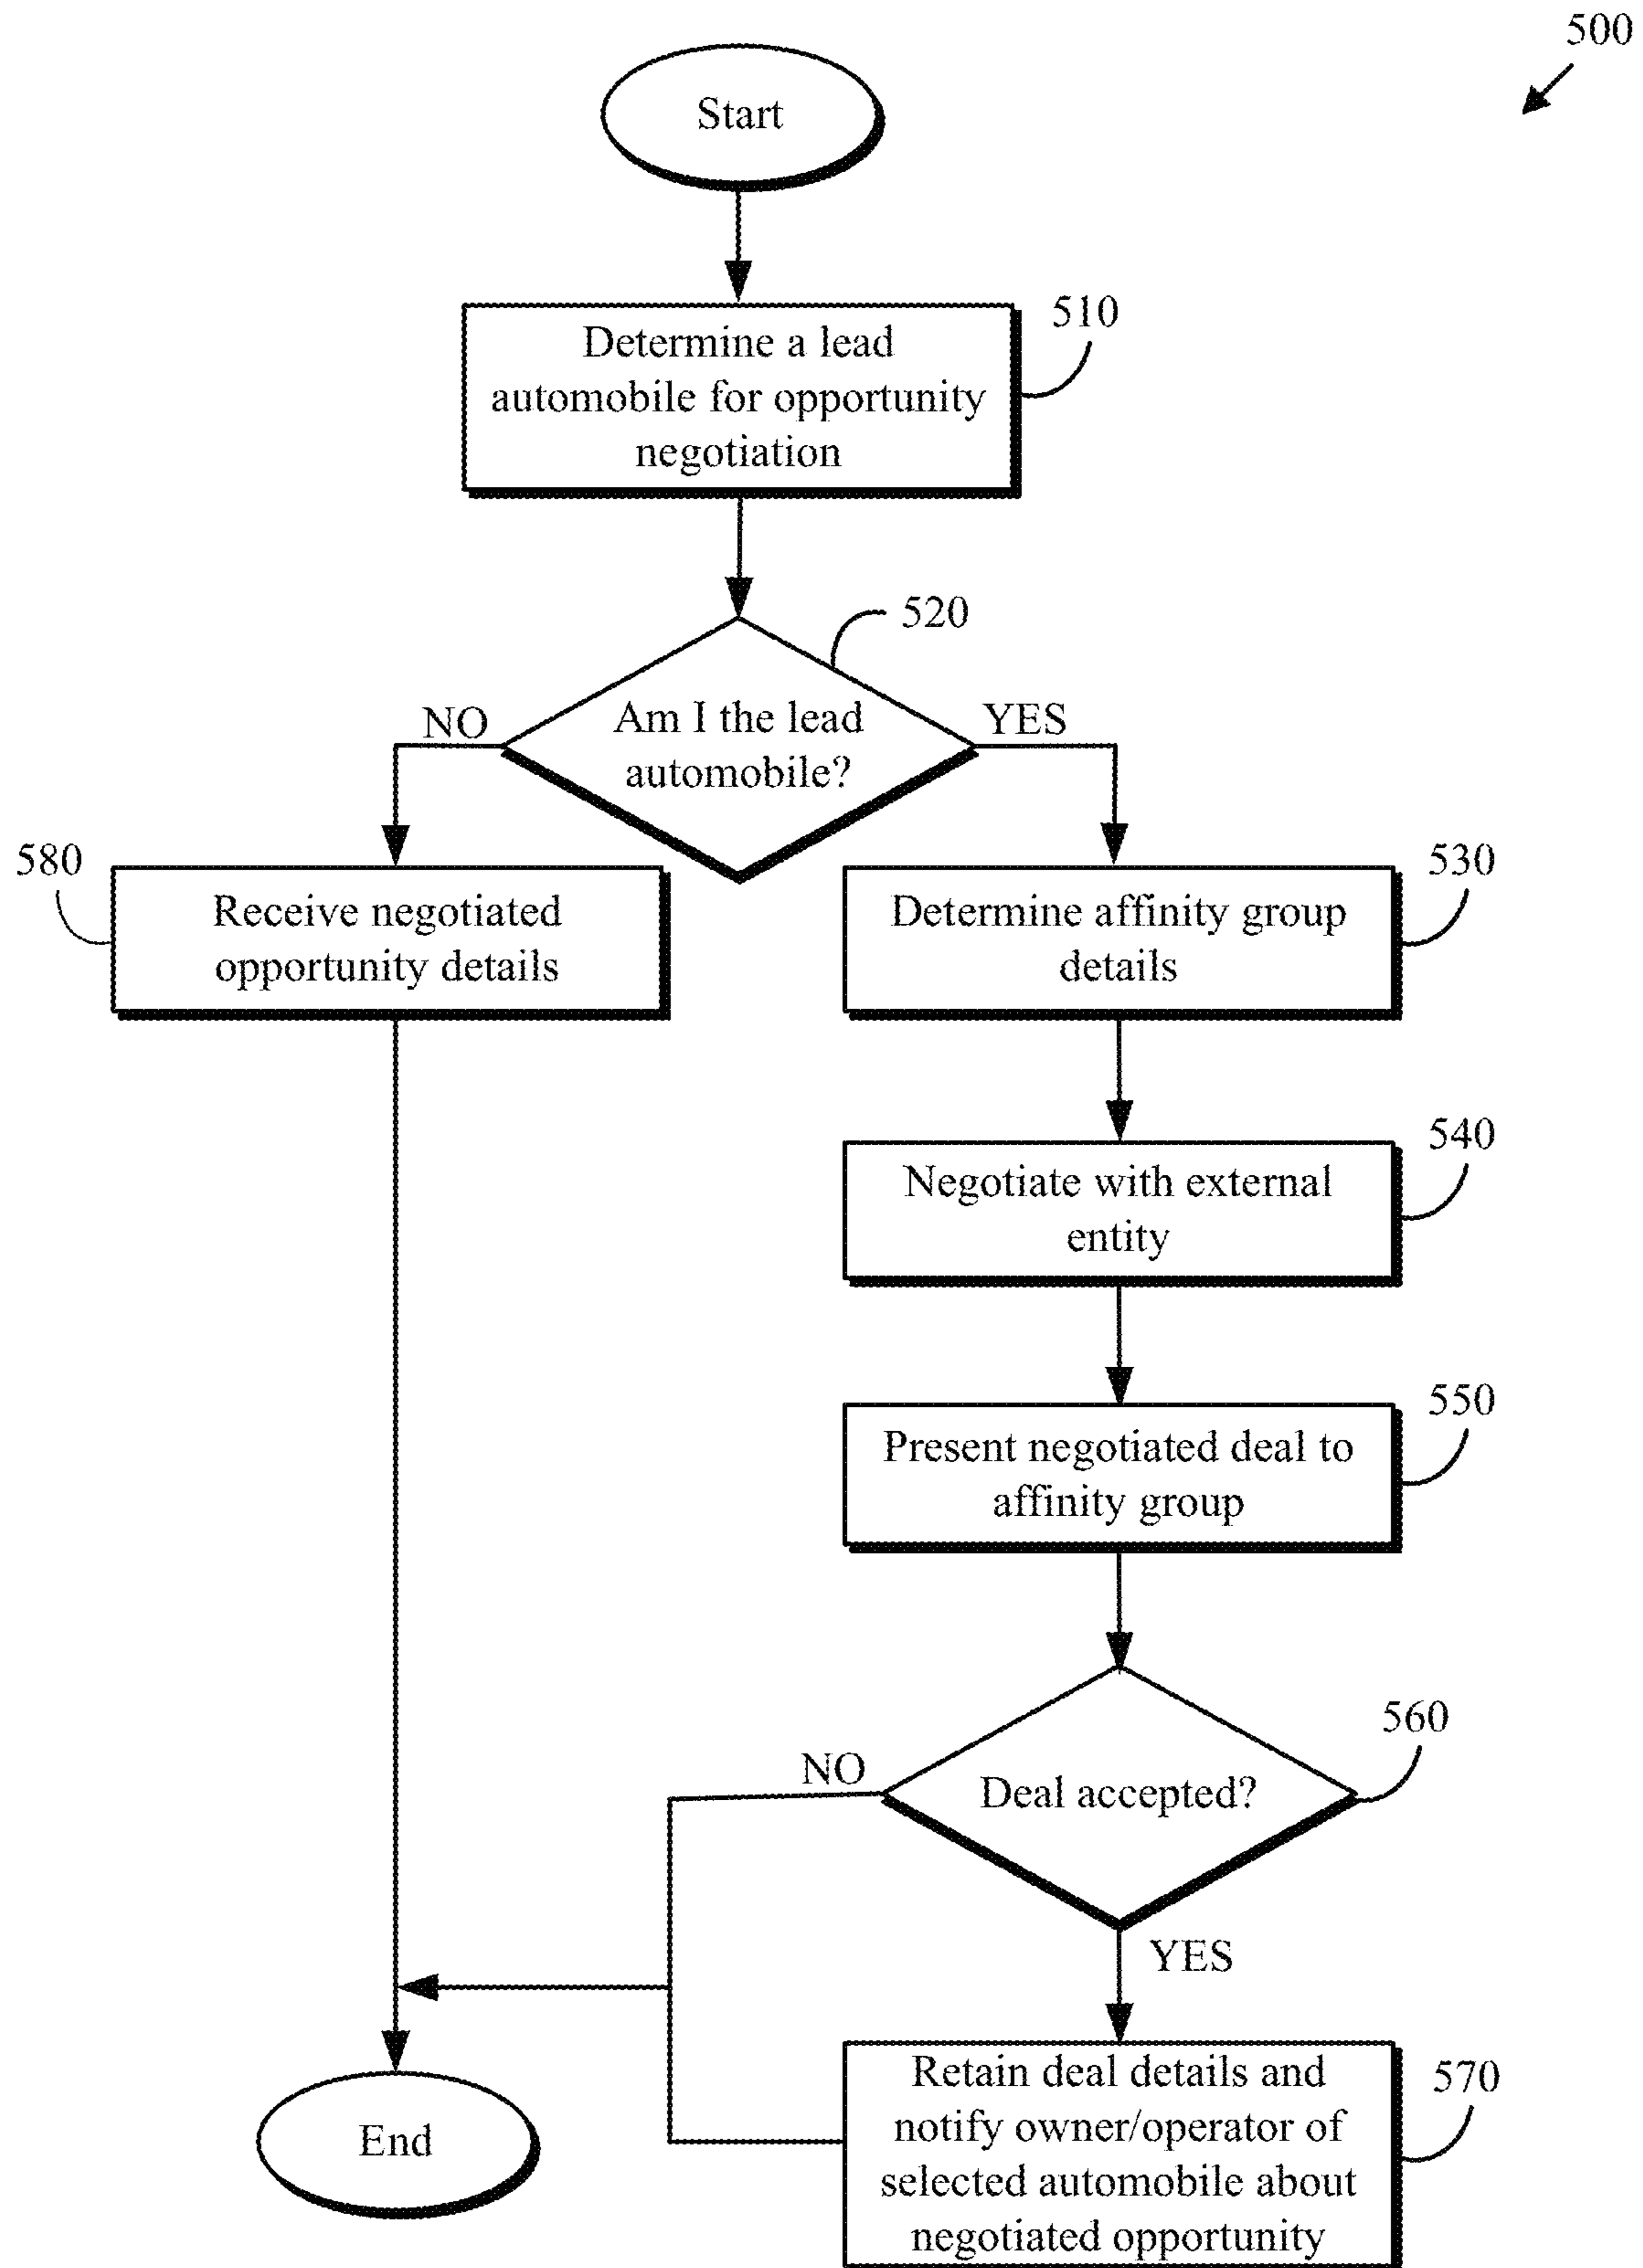 500
Start
510
Determine a lead
automobile for opportunity
negotiation
520
NO
YES
Am I the lead
automobile?
580
Receive negotiated
opportunity details
530
Determine affinity group
details
540
Negotiate with external
entity
550
Present negotiated deal to
affinity group
560
NO
Deal accepted?
YES
570
Retain deal details and
notify owner/operator of
selected automobile about
negotiated opportunity
End